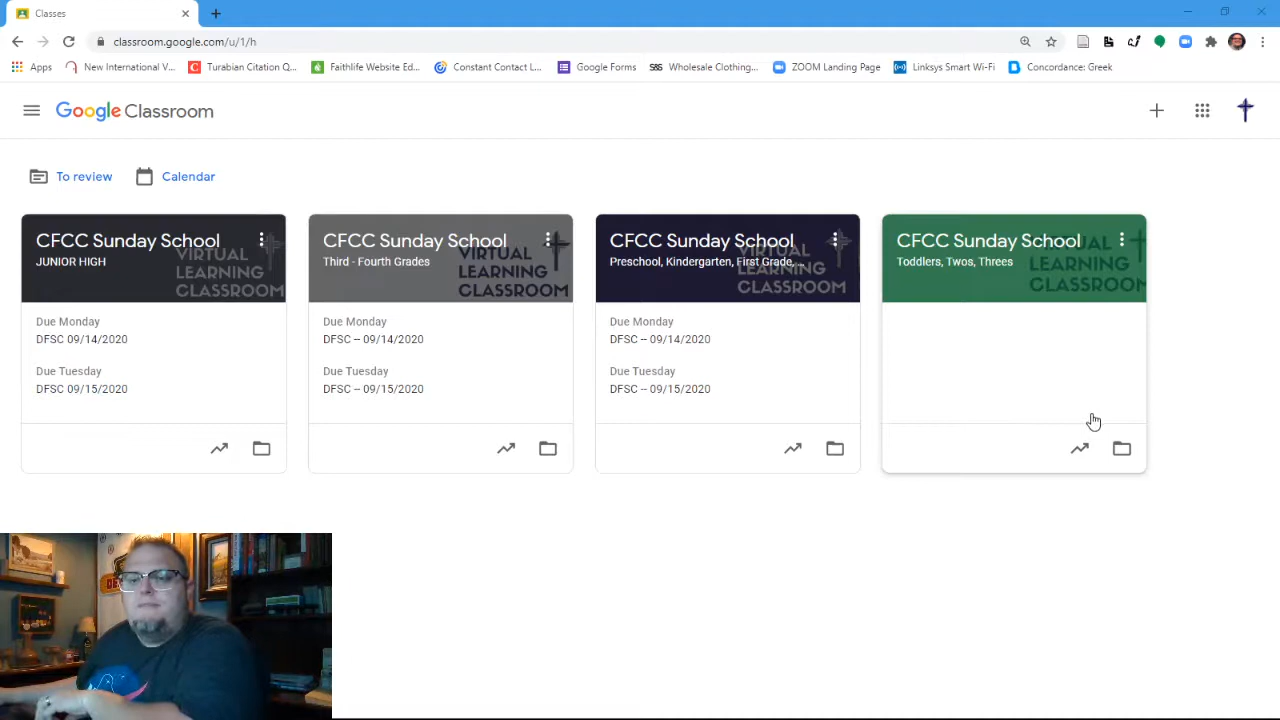 Classes
classroom.google.com/u/1/h
Apps
New International V...
Turabian Citation Q...
Faithlife Website Ed...
Constant Contact L...
Google Forms
S&S
Wholesale Clothing...
ZOOM Landing Page
Linksys Smart Wi-Fi
Concordance: Greek
Google Classroom
To review
Calendar
CFCC Sunday School
JUNIOR HIGH
VIRTUAL
LEARNING
CLASSROOM
Due Monday
DFSC 09/14/2020
Due Tuesday
DFSC 09/15/2020
CFCC Sunday School
Third - Fourth Grades
VIRTUAL
LEARNING
CLASSROOM
Due Monday
DFSC -- 09/14/2020
Due Tuesday
DFSC -- 09/15/2020
CFCC Sunday School
Preschool, Kindergarten, First Grade, ...
VIRTUAL
LEARNING
CLASSROOM
Due Monday
DFSC -- 09/14/2020
Due Tuesday
DFSC -- 09/15/2020
CFCC Sunday School
Toddlers, Twos, Threes
VIRTUAL
LEARNING
CLASSROOM